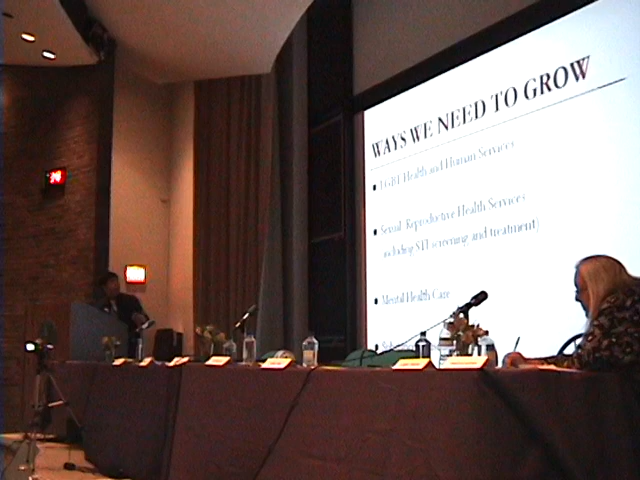 WAYS WE NEED TO GROW
LGBT Health and Human Services
Sexual Reproductive Health Services
including STI screening and treatment)
Mental Health Care